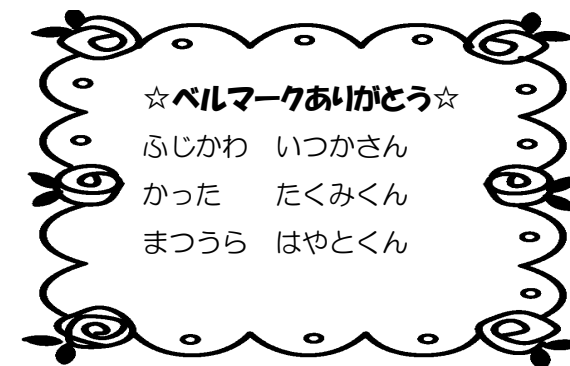 ☆ベルマークありがとう☆
ふじかわ　いつかさん
かった　　たくみくん
まつうら　はやとくん